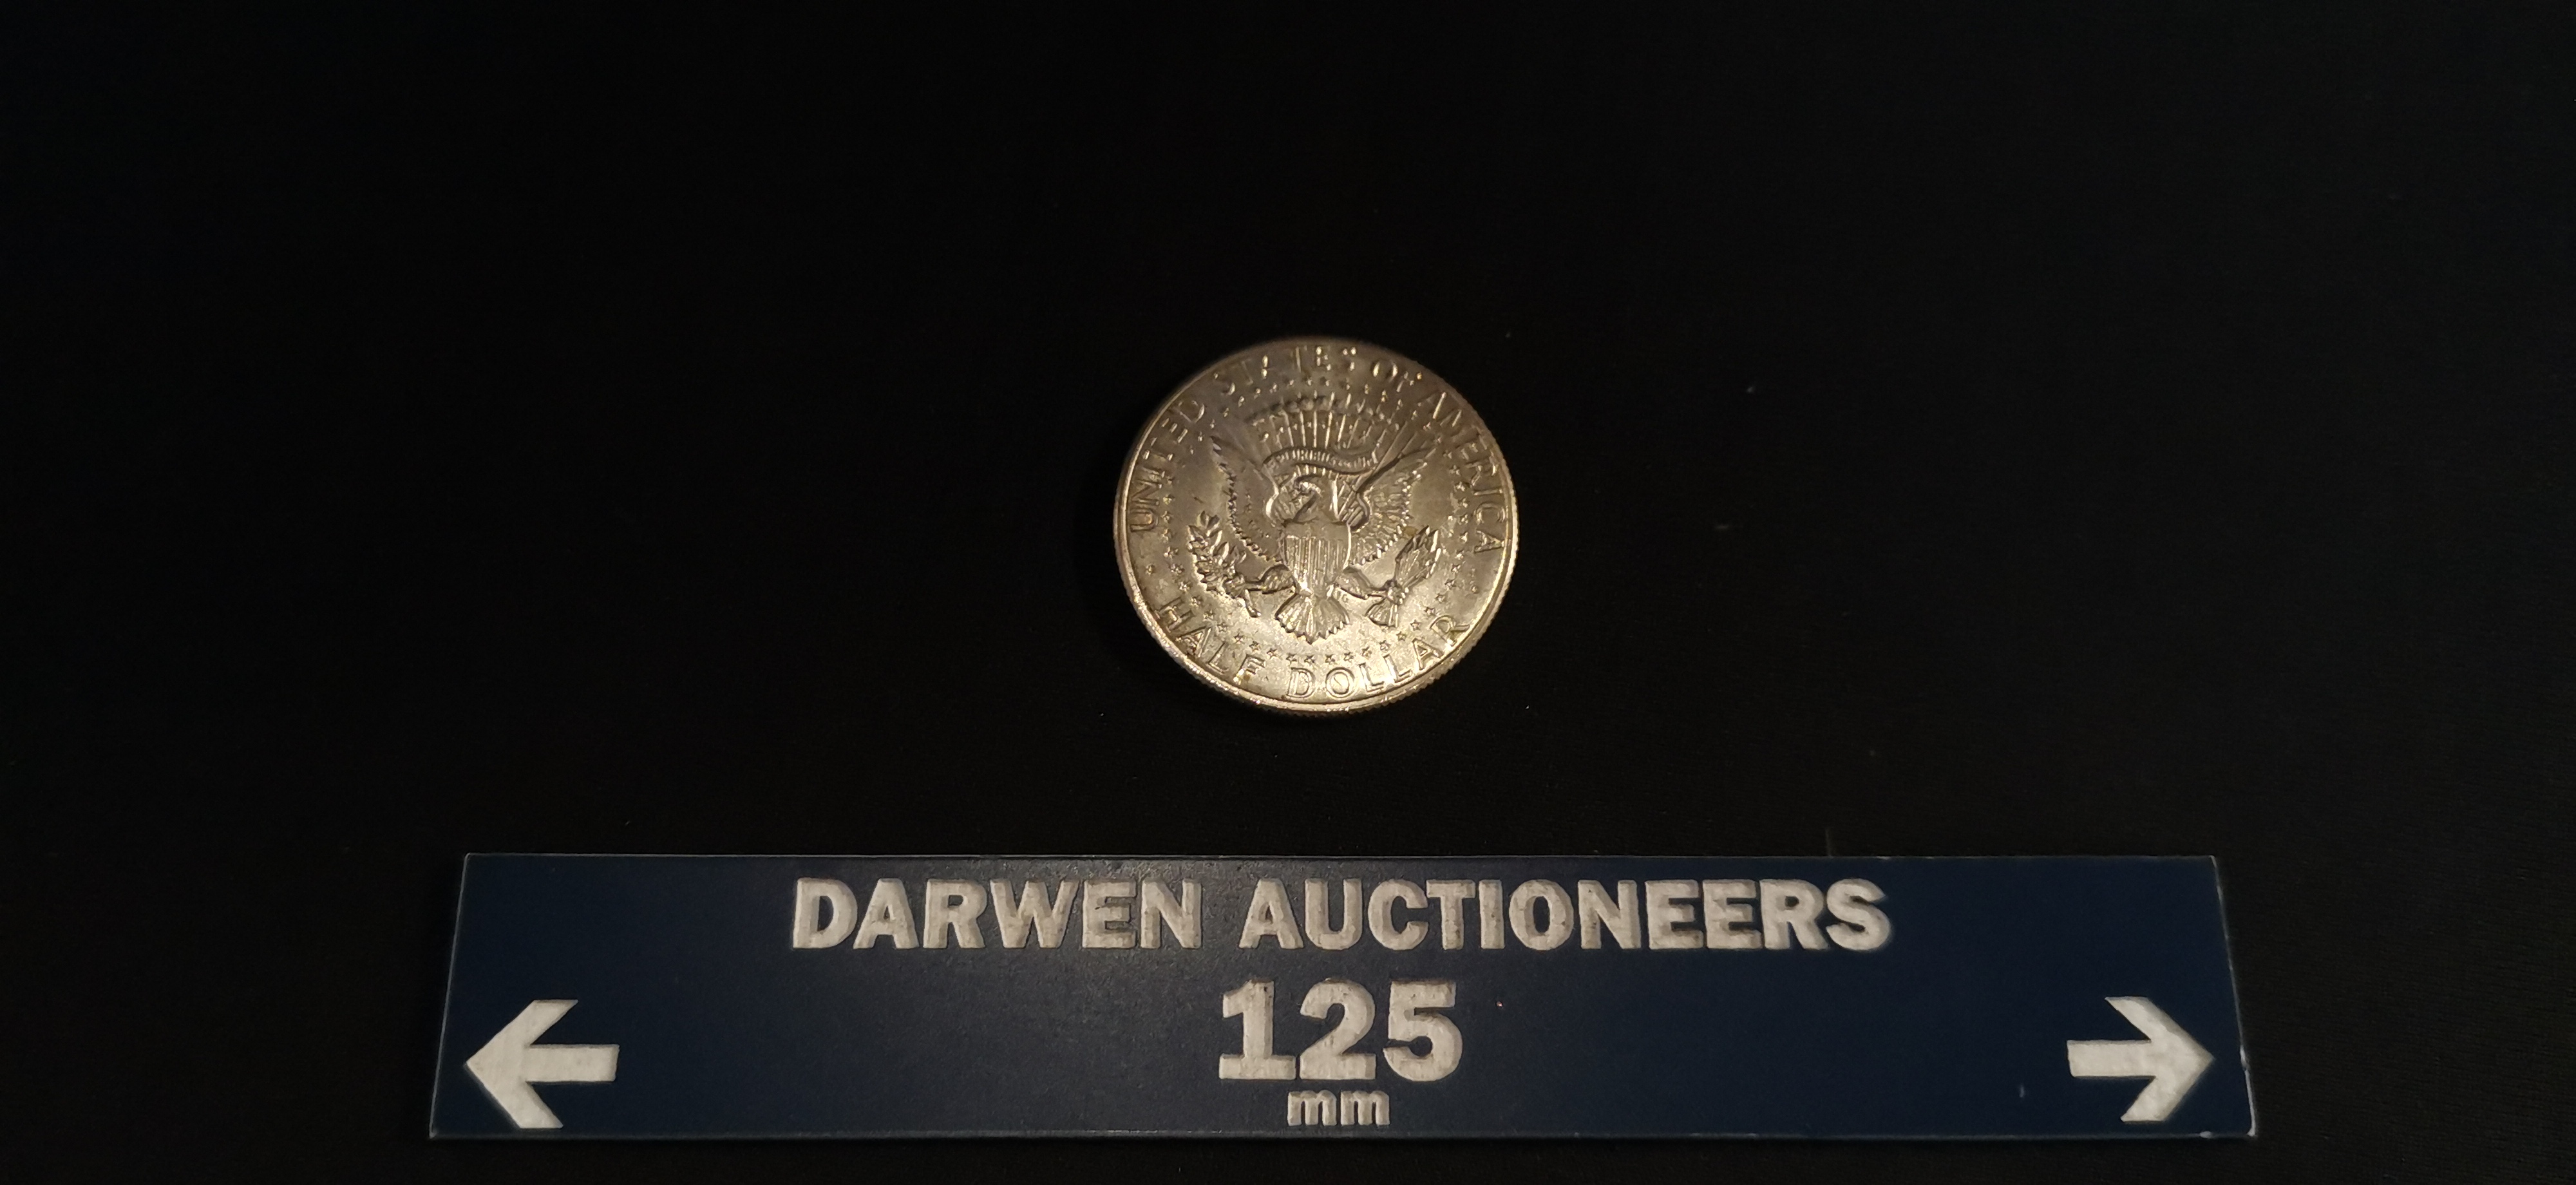 UNITED STATES OF AMERICA
HALF DOLLAR
DARWEN AUCTIONEERS
125
mm